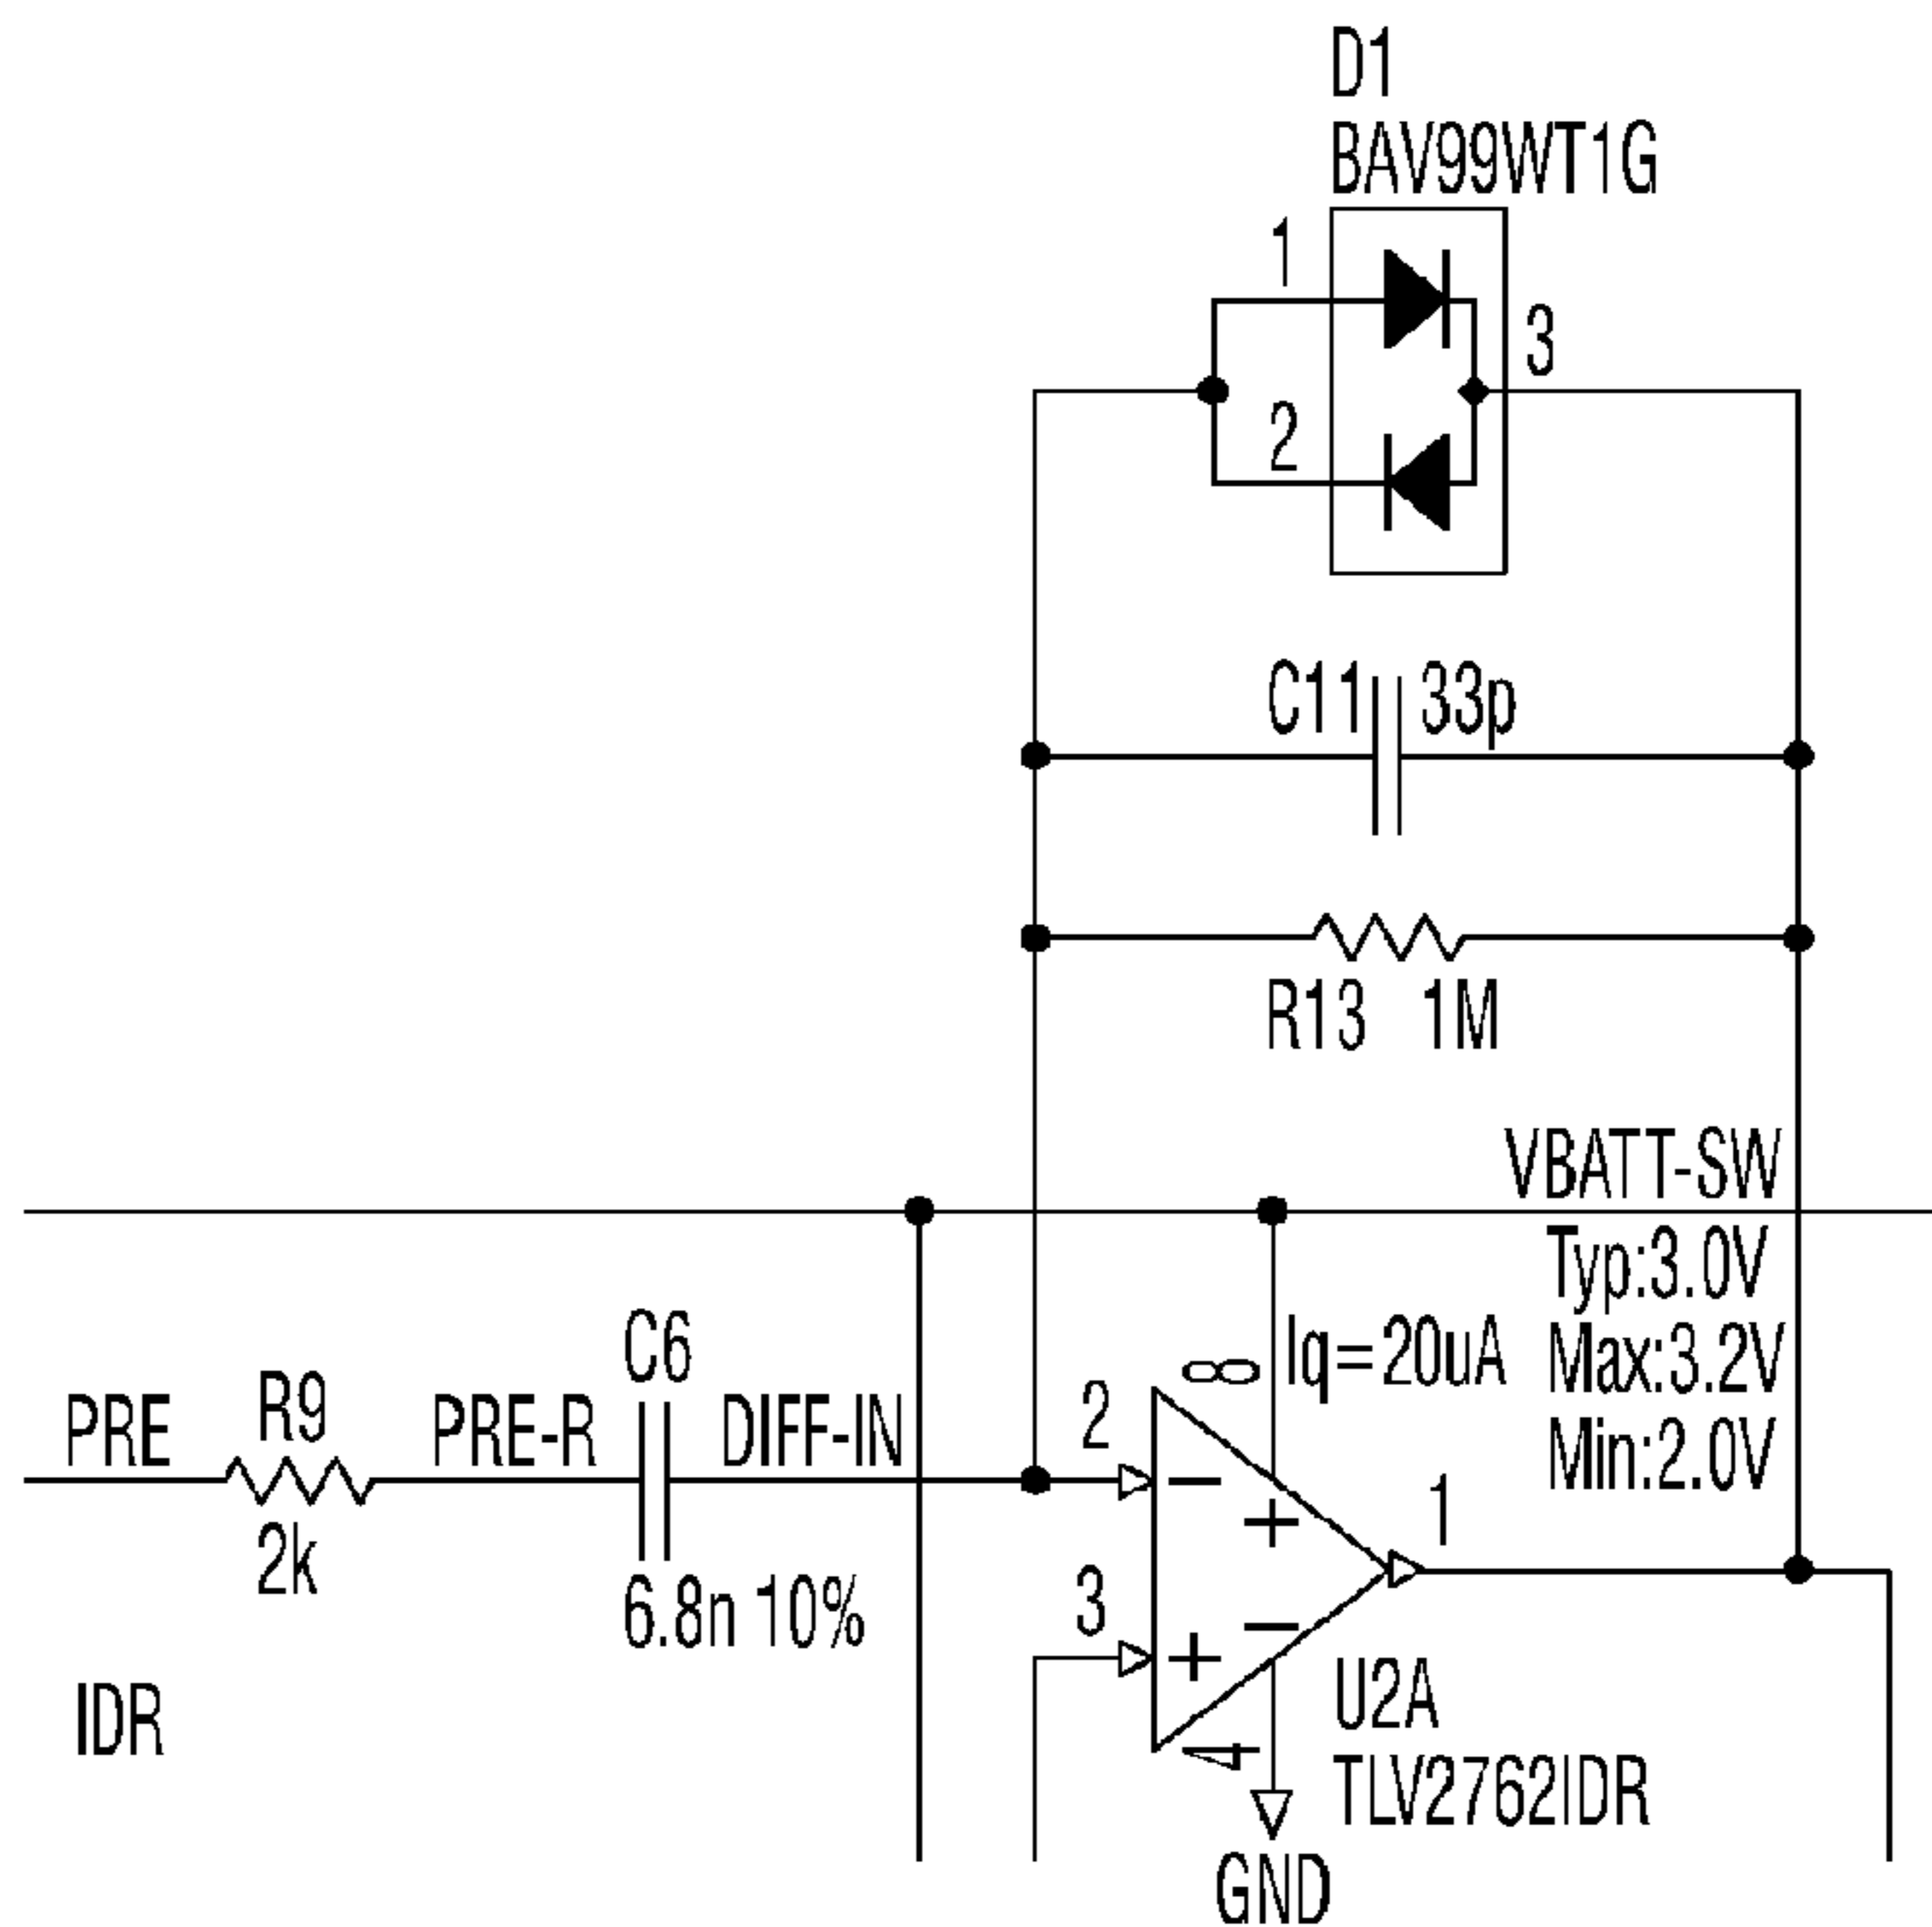 D1
BAV99WT1G
1
3
2
C11 33p
R13 1M
VBATT-SW
Typ:3.0V
Max:3.2V
Min:2.0V
Iq=20uA
8
C6
R9
PRE
PRE-R
DIFF-IN
2
−
+
1
2k
6.8n 10%
3
+
−
IDR
U2A
TLV2762IDR
4
GND